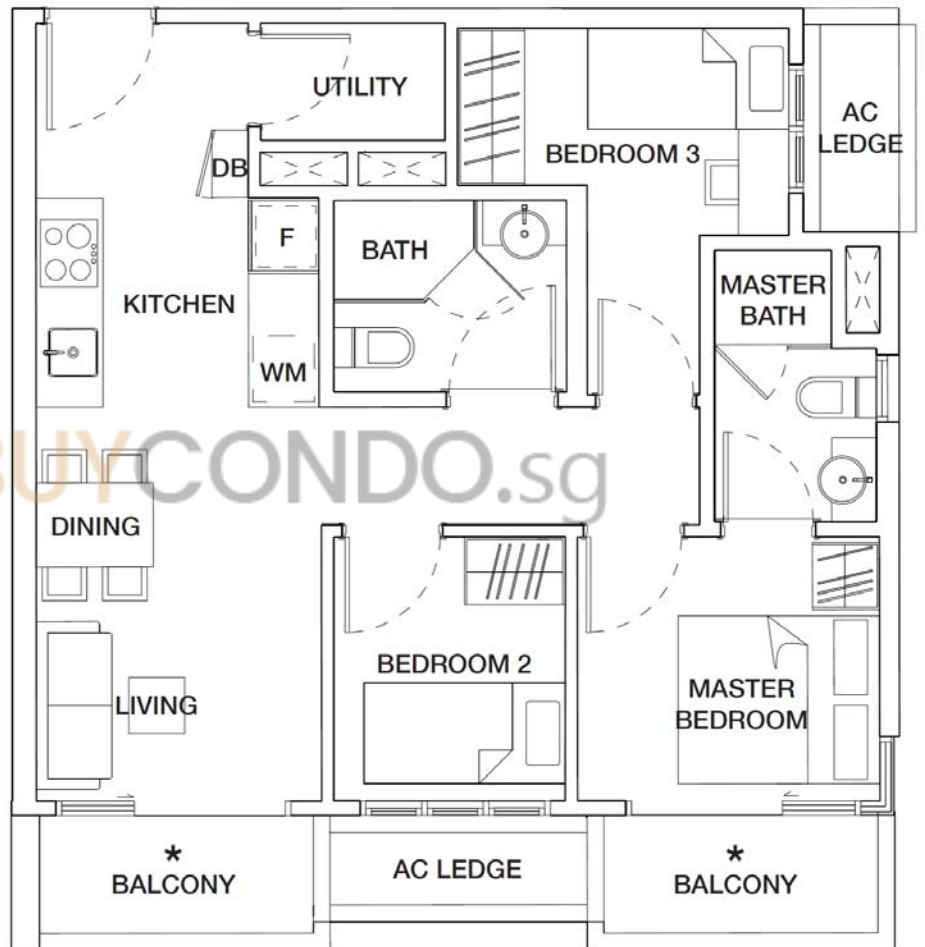 UTILITY
AC
LEDGE
BEDROOM 3
DB
F
BATH
MASTER
BATH
KITCHEN
WM
BUYCONDO.sg
DINING
BEDROOM 2
LIVING
MASTER
BEDROOM
*
BALCONY
AC LEDGE
*
BALCONY